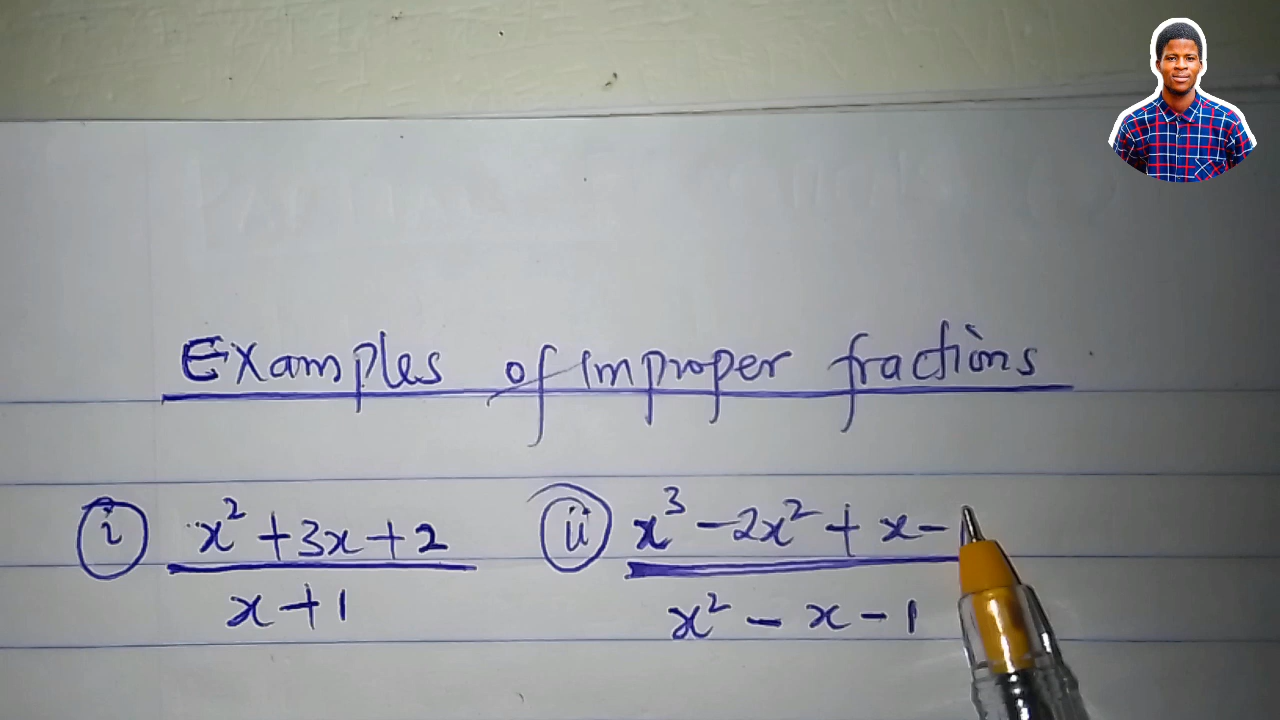 Examples of improper fractions
(i) x² + 3x + 2 (ii) x³ - 2x² + x -
x + 1 x² - x - 1